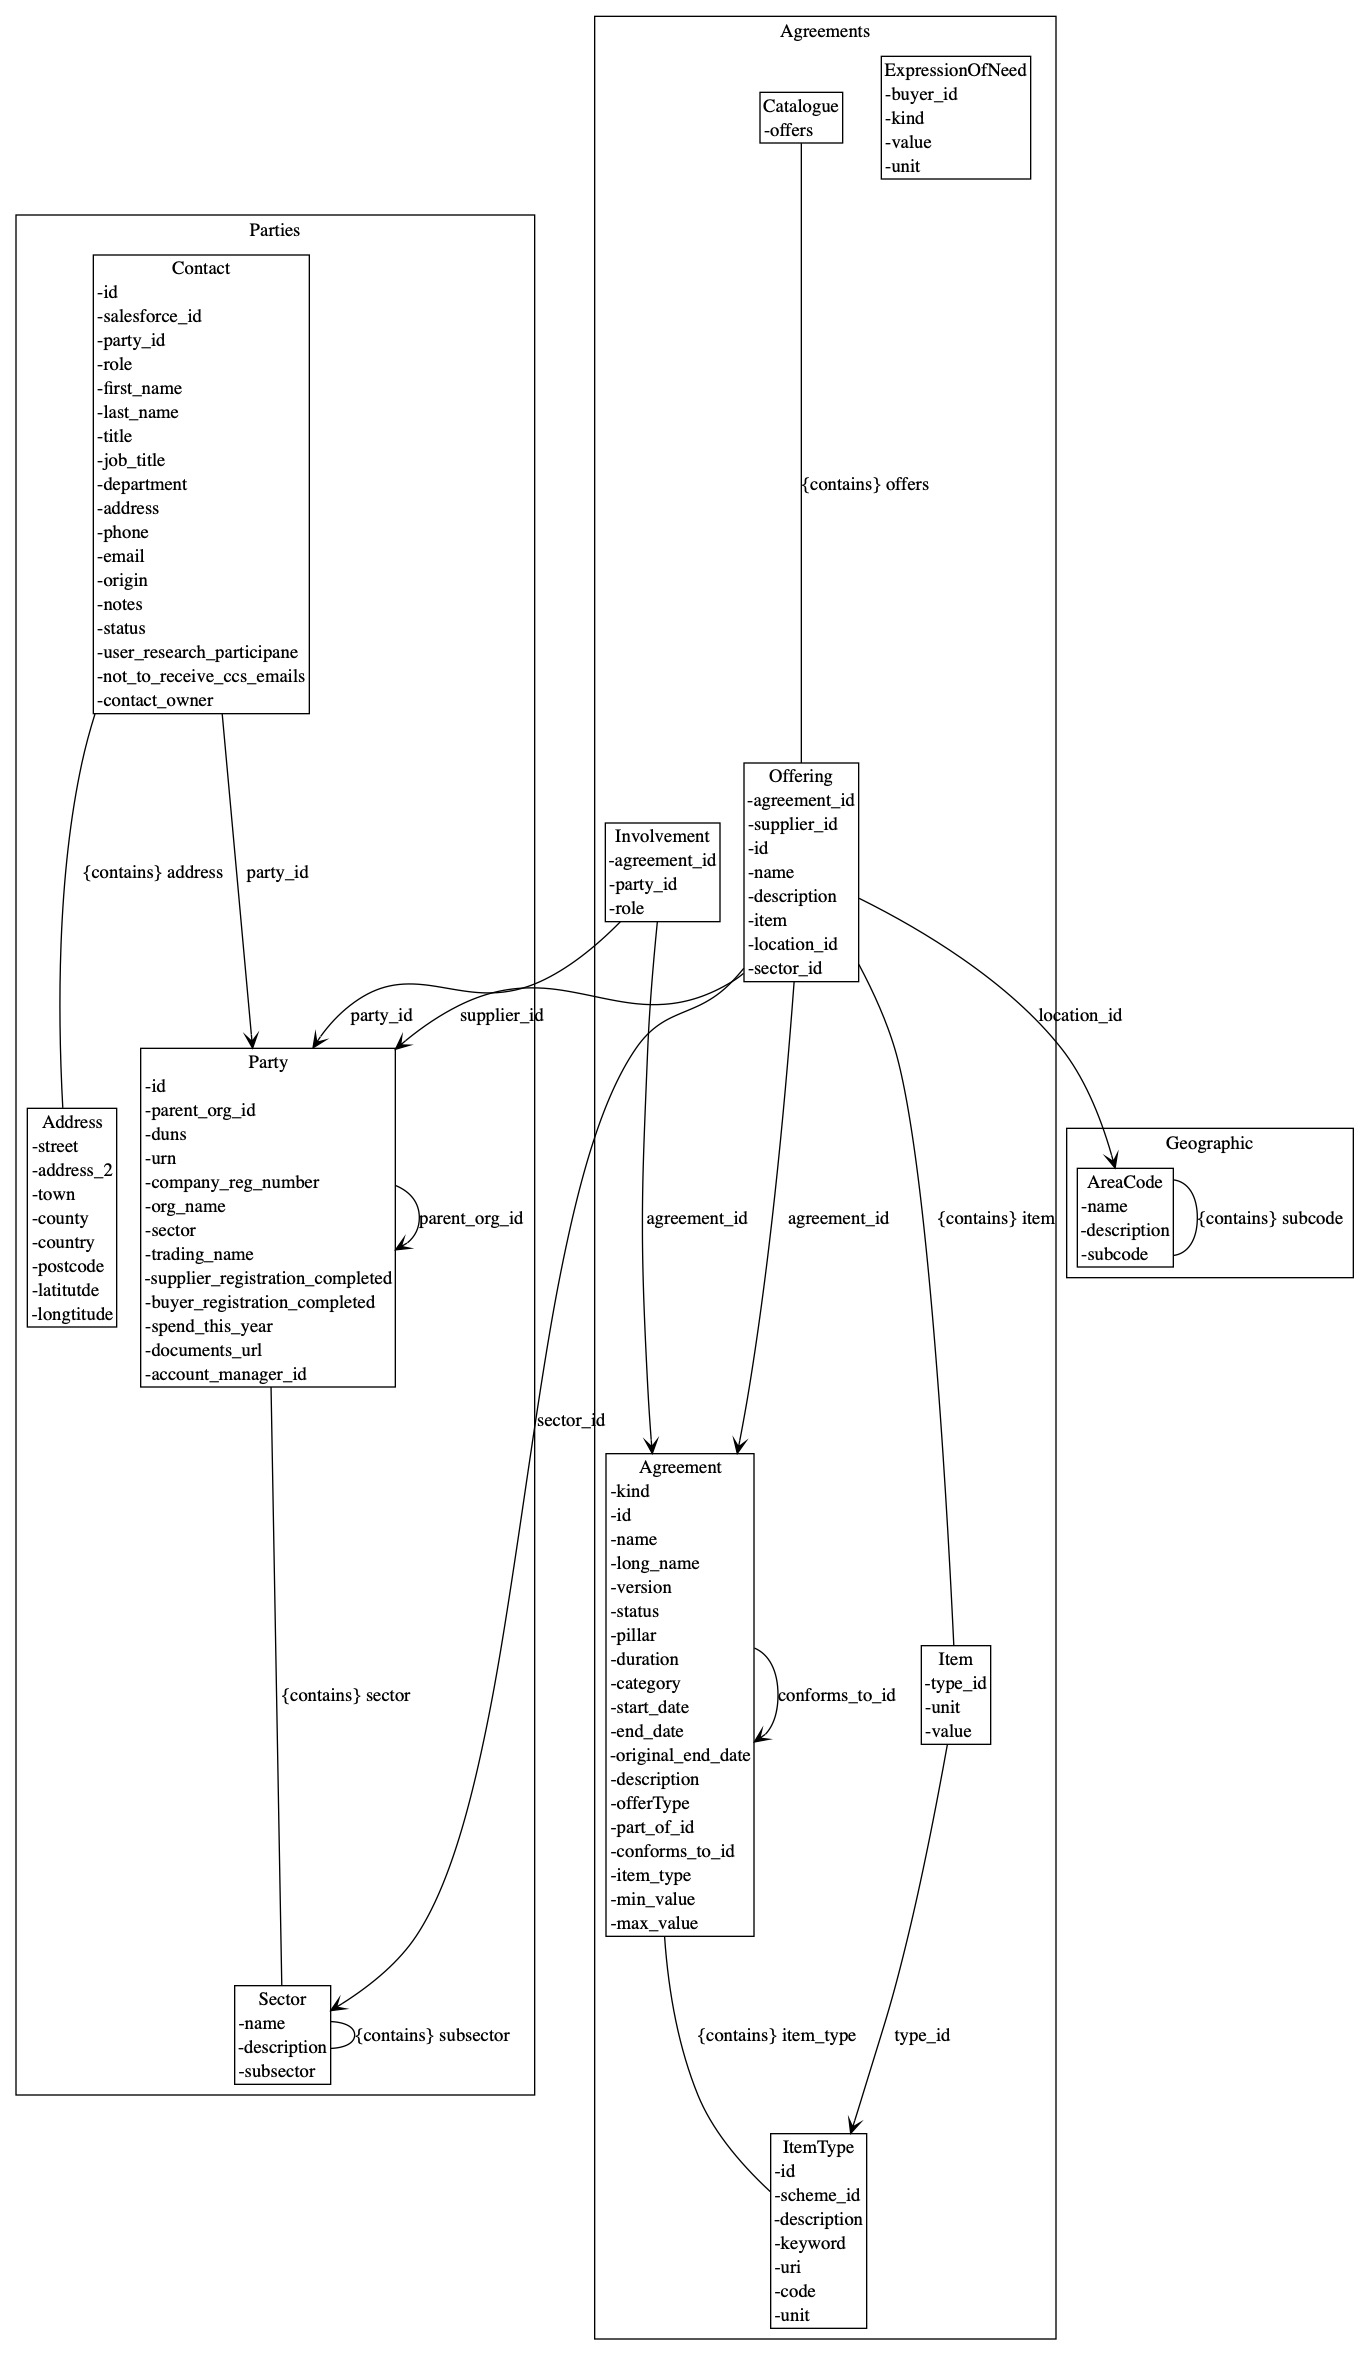 Agreements
ExpressionOfNeed
-buyer_id
-kind
-value
-unit
Catalogue
-offers
{contains} offers
Parties
Contact
-id
-salesforce_id
-party_id
-role
-first_name
-last_name
-title
-job_title
-department
-address
-phone
-email
-origin
-notes
-status
-user_research_participane
-not_to_receive_ccs_emails
-contact_owner
{contains} address
party_id
Involvement
-agreement_id
-party_id
-role
Offering
-agreement_id
-supplier_id
-id
-name
-description
-item
-location_id
-sector_id
party_id
supplier_id
location_id
Address
-street
-address_2
-town
-county
-country
-postcode
-latitutde
-longtitude
Party
-id
-parent_org_id
-duns
-urn
-company_reg_number
-org_name
-sector
-trading_name
-supplier_registration_completed
-buyer_registration_completed
-spend_this_year
-documents_url
-account_manager_id
parent_org_id
agreement_id
agreement_id
{contains} item
Geographic
AreaCode
-name
-description
-subcode
{contains} subcode
sector_id
Agreement
-kind
-id
-name
-long_name
-version
-status
-pillar
-duration
-category
-start_date
-end_date
-original_end_date
-description
-offerType
-part_of_id
-conforms_to_id
-item_type
-min_value
-max_value
conforms_to_id
Item
-type_id
-unit
-value
{contains} sector
Sector
-name
-description
-subsector
{contains} subsector
{contains} item_type
type_id
ItemType
-id
-scheme_id
-description
-keyword
-uri
-code
-unit